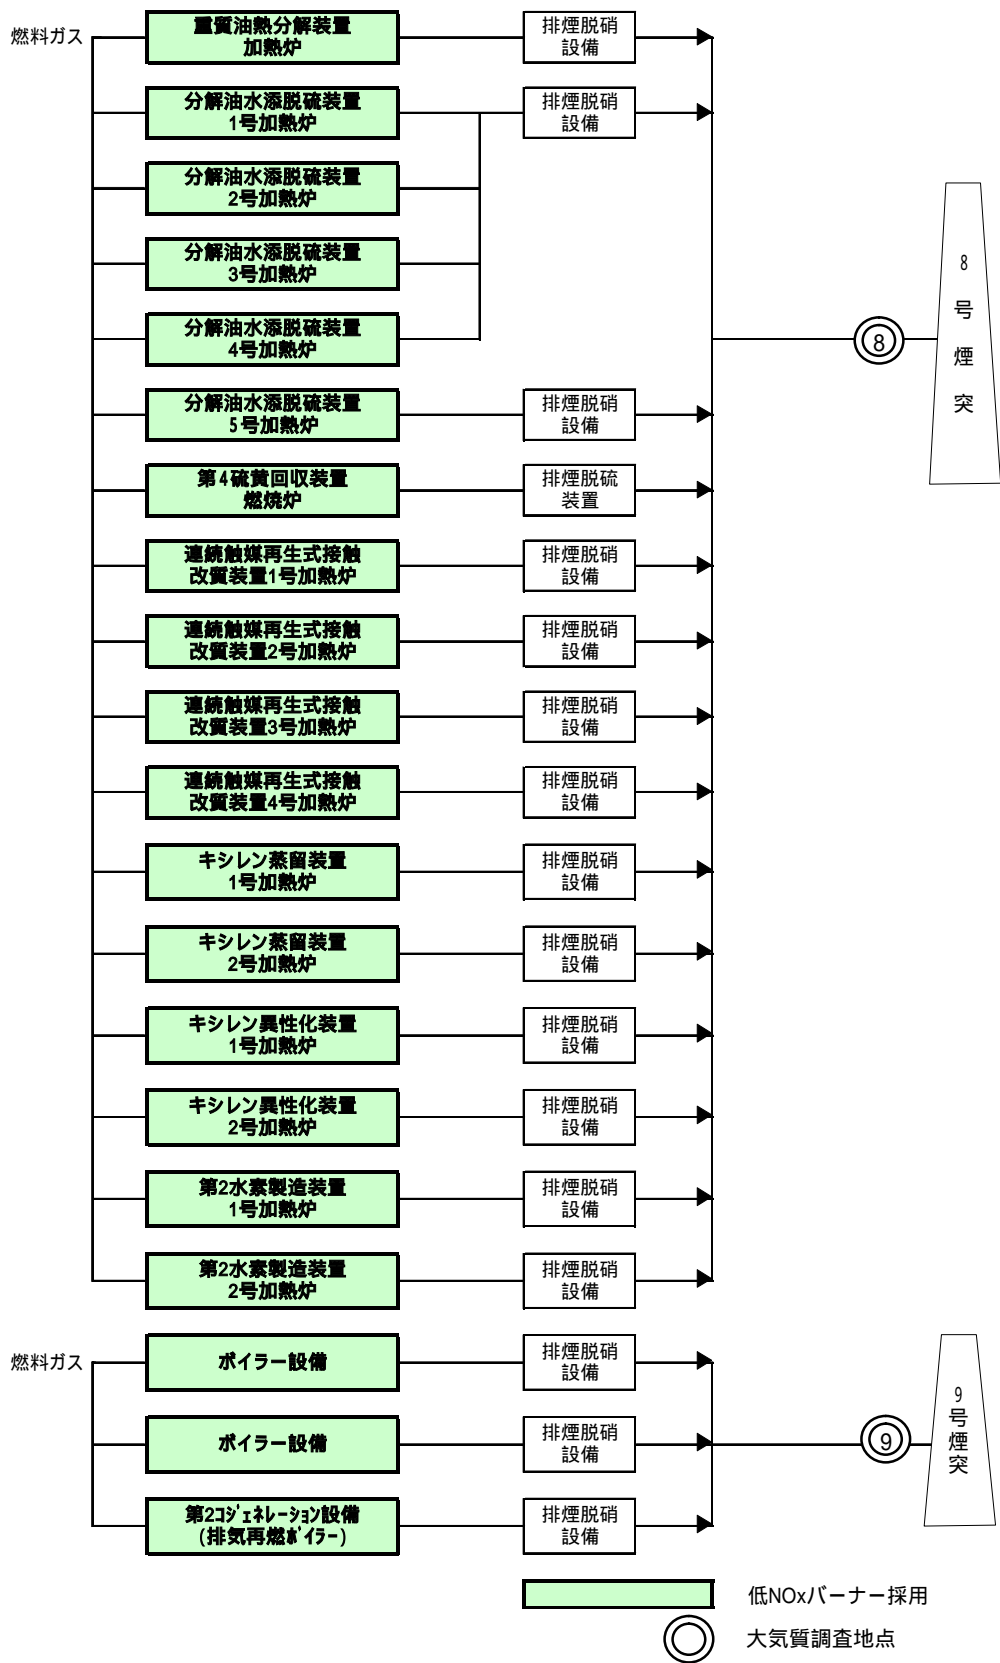 燃料ガス
重質油熱分解装置
加熱炉
排煙脱硝
設備
分解油水添脱硫装置
1号加熱炉
排煙脱硝
設備
分解油水添脱硫装置
2号加熱炉
分解油水添脱硫装置
3号加熱炉
分解油水添脱硫装置
4号加熱炉
8
8
号
煙
突
分解油水添脱硫装置
5号加熱炉
排煙脱硝
設備
第4硫黄回収装置
燃焼炉
排煙脱硫
装置
連続触媒再生式接触
改質装置1号加熱炉
排煙脱硝
設備
連続触媒再生式接触
改質装置2号加熱炉
排煙脱硝
設備
連続触媒再生式接触
改質装置3号加熱炉
排煙脱硝
設備
連続触媒再生式接触
改質装置4号加熱炉
排煙脱硝
設備
キシレン蒸留装置
1号加熱炉
排煙脱硝
設備
キシレン蒸留装置
2号加熱炉
排煙脱硝
設備
キシレン異性化装置
1号加熱炉
排煙脱硝
設備
キシレン異性化装置
2号加熱炉
排煙脱硝
設備
第2水素製造装置
1号加熱炉
排煙脱硝
設備
第2水素製造装置
2号加熱炉
排煙脱硝
設備
燃料ガス
ボイラー設備
排煙脱硝
設備
ボイラー設備
排煙脱硝
設備
9
9
号
煙
突
第2ｺｼﾞｪﾈﾚｰｼｮﾝ設備
(排気再燃ﾎﾞｲﾗｰ)
排煙脱硝
設備
低NOxバーナー採用
大気質調査地点